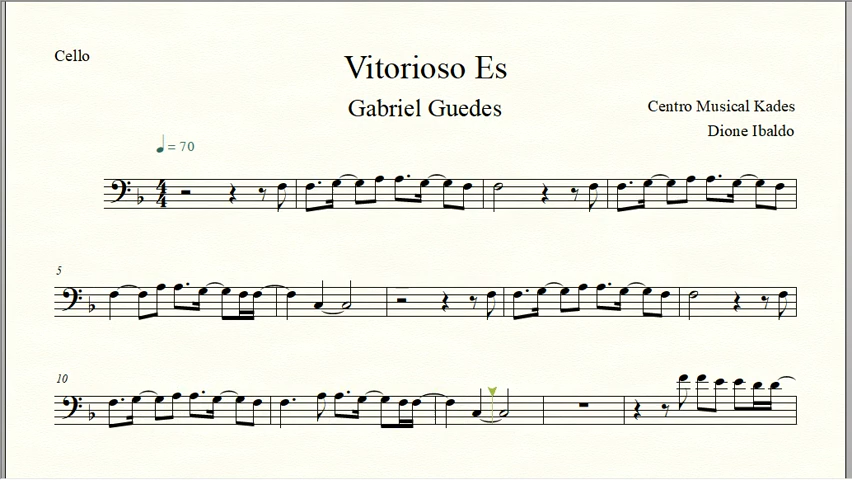 Cello
Vitorioso Es
Gabriel Guedes
Centro Musical Kades
Dione Ibaldo
= 70
4
4
5
10